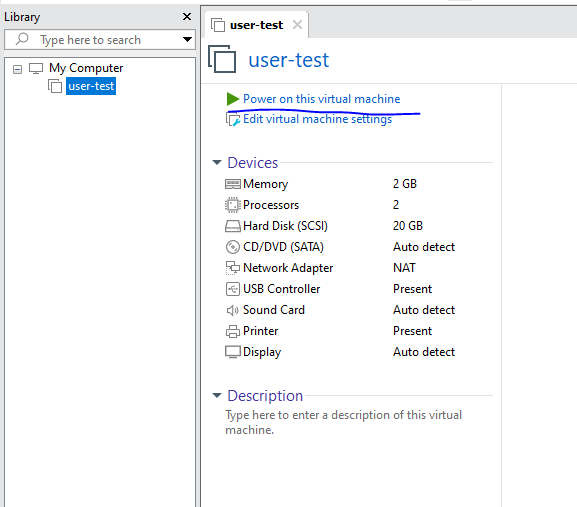 Library
Type here to search
My Computer
user-test
user-test
user-test
Power on this virtual machine
Edit virtual machine settings
Devices
Memory 2 GB
Processors 2
Hard Disk (SCSI) 20 GB
CD/DVD (SATA) Auto detect
Network Adapter NAT
USB Controller Present
Sound Card Auto detect
Printer Present
Display Auto detect
Description
Type here to enter a description of this virtual
machine.